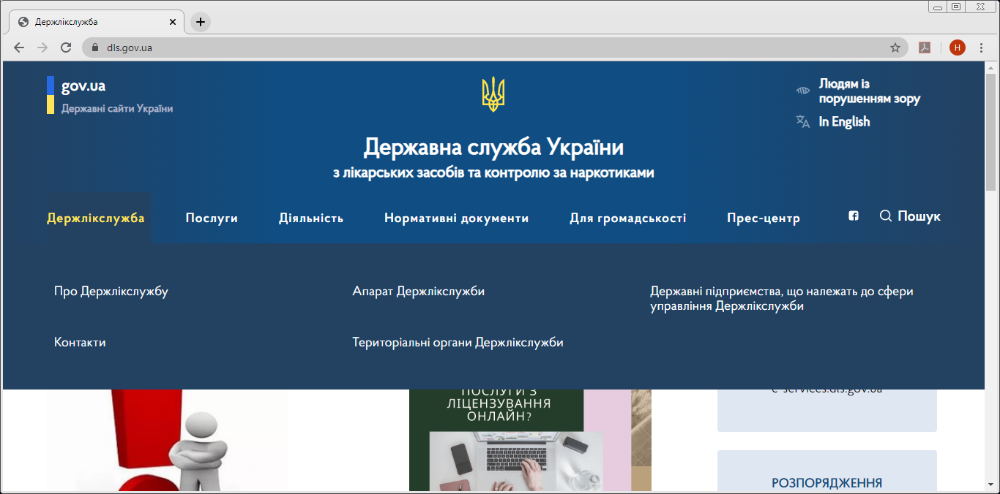 Держлікслужба
dls.gov.ua
H
gov.ua
Державні сайти України
Людям із
порушенням зору
In English
Державна служба України
з лікарських засобів та контролю за наркотиками
Держлікслужба
Послуги
Діяльність
Нормативні документи
Для громадськості
Прес-центр
Пошук
Про Держлікслужбу
Апарат Держлікслужби
Державні підприємства, що належать до сфери
управління Держлікслужби
Контакти
Територіальні органи Держлікслужби
ПОСЛУГИ З
ЛІЦЕНЗУВАННЯ
ОНЛАЙН?
e-services.dls.gov.ua
РОЗПОРЯДЖЕННЯ